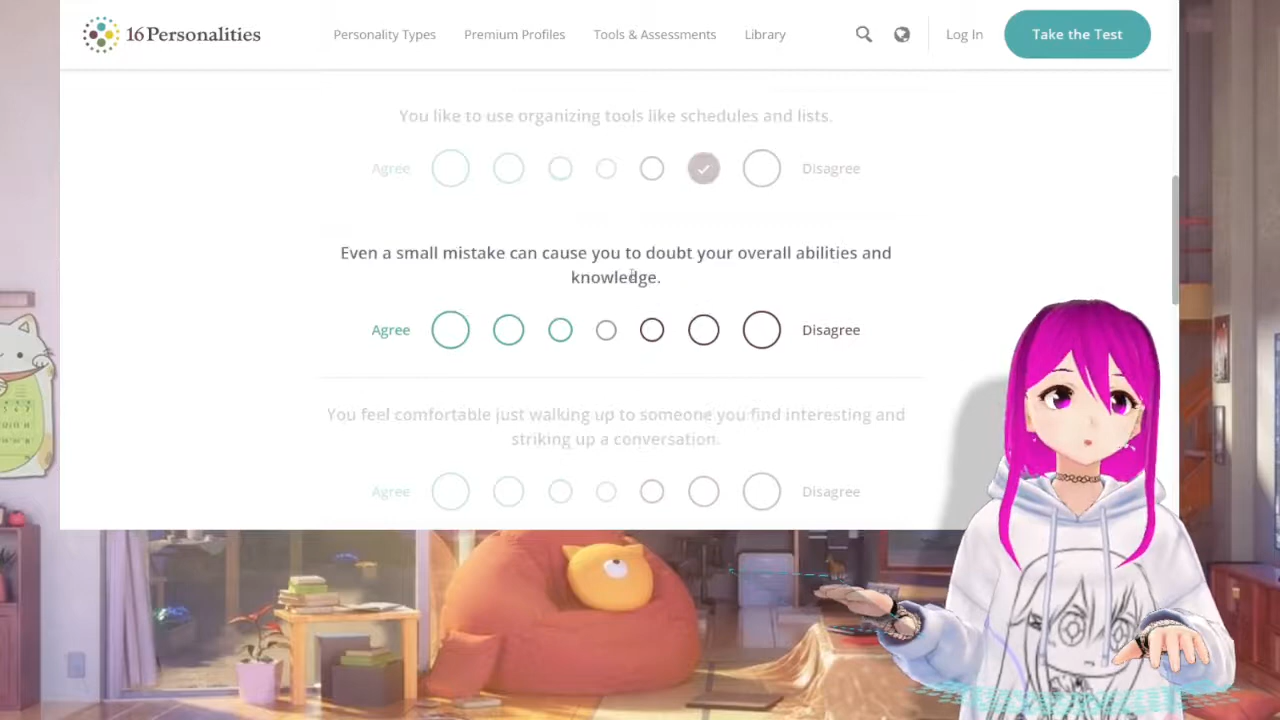 16Personalities
Personality Types Premium Profiles Tools & Assessments Library Log In Take the Test
You like to use organizing tools like schedules and lists.
Agree Disagree
Even a small mistake can cause you to doubt your overall abilities and
knowledge.
Agree Disagree
You feel comfortable just walking up to someone you find interesting and
striking up a conversation.
Agree Disagree